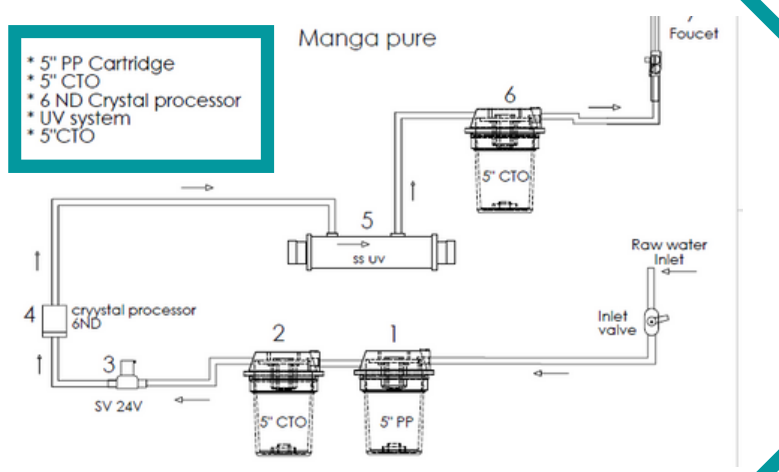 Manga pure
* 5" PP Cartridge
* 5" CTO
* 6 ND Crystal processor
* UV system
* 5"CTO
Foucet
6
5" CTO
5
SS UV
Raw water
Inlet
Inlet
valve
4
cryystal processor
6ND
3
SV 24V
2
5" CTO
1
5" PP